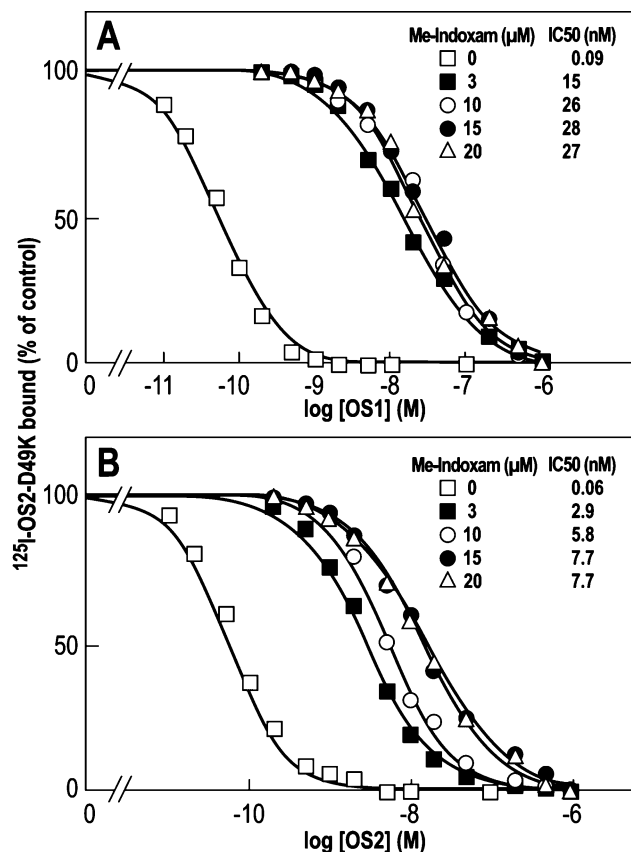 A
Me-Indoxam (µM) IC50 (nM)
0 0.09
3 15
10 26
15 28
20 27
100
50
0
0 -11 -10 -9 -8 -7 -6
log [OS1] (M)
125I-OS2-D49K bound (% of control)
B
Me-Indoxam (µM) IC50 (nM)
0 0.06
3 2.9
10 5.8
15 7.7
20 7.7
100
50
0
0 -10 -8 -6
log [OS2] (M)